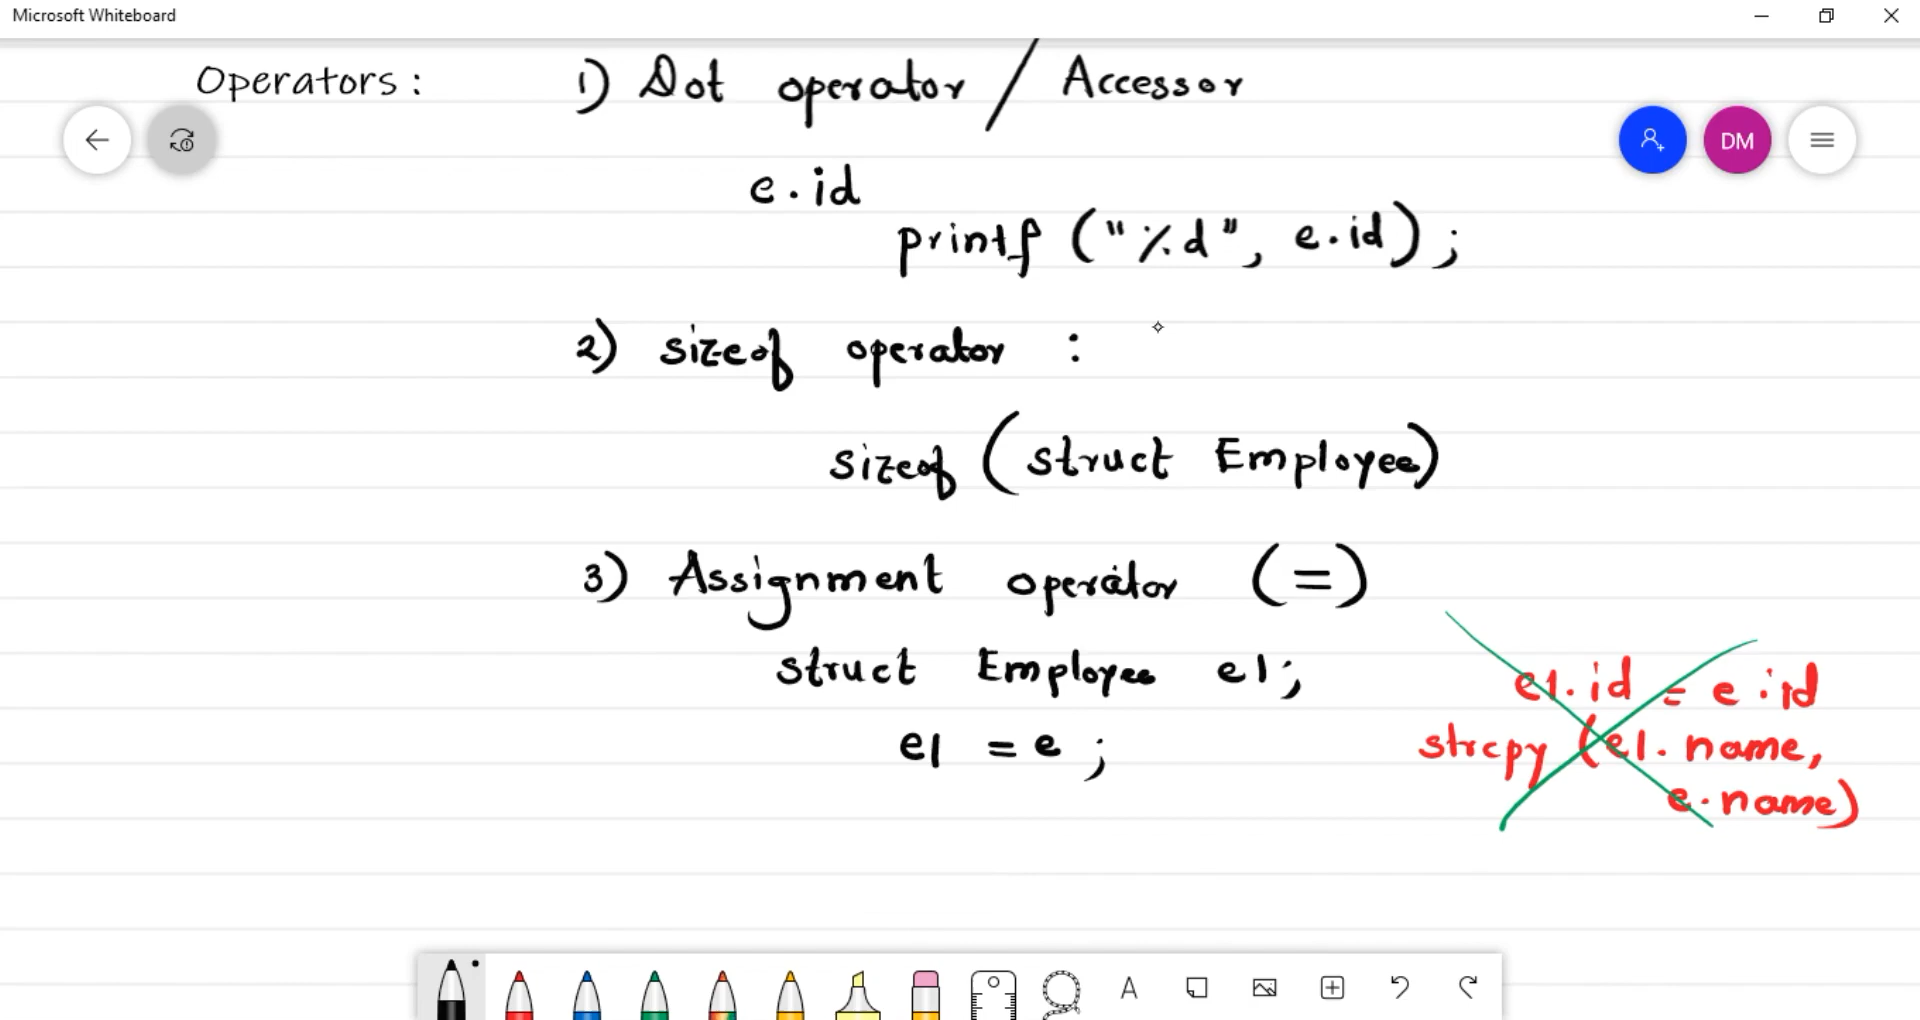 Microsoft Whiteboard
Operators : 1) Dot operator / Accessor
DM
e.id
printf ("%d", e.id);
2) sizeof operator :
sizeof (struct Employee)
3) Assignment operator (=)
struct Employee e1;
e1 = e ;
e1.id = e.id
strcpy (e1.name,
e.name)
A